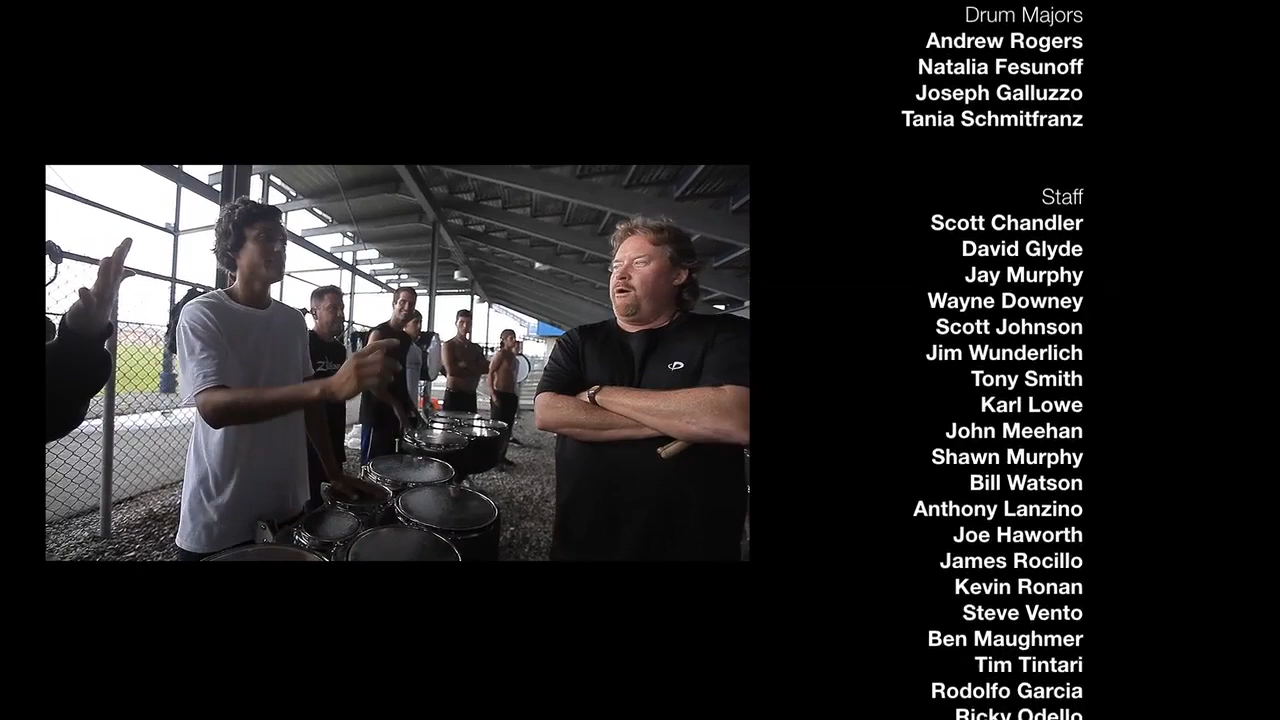 Drum Majors
Andrew Rogers
Natalia Fesunoff
Joseph Galluzzo
Tania Schmitfranz
Staff
Scott Chandler
David Glyde
Jay Murphy
Wayne Downey
Scott Johnson
Jim Wunderlich
Tony Smith
Karl Lowe
John Meehan
Shawn Murphy
Bill Watson
Anthony Lanzino
Joe Haworth
James Rocillo
Kevin Ronan
Steve Vento
Ben Maughmer
Tim Tintari
Rodolfo Garcia
Ricky Odello